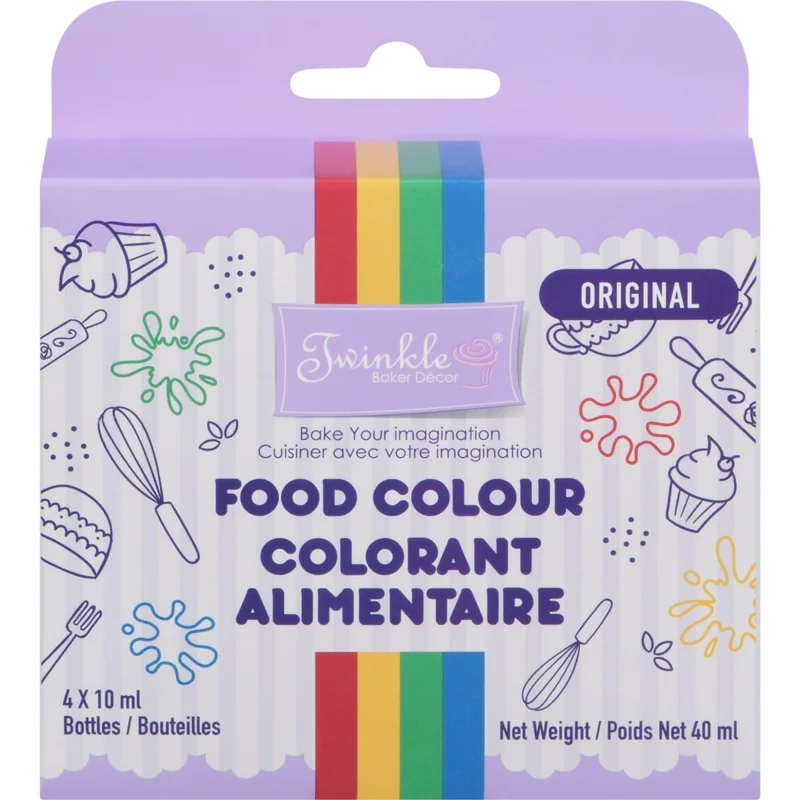 ORIGINAL
Twinkle®
Baker Décor
Bake Your imagination
Cuisiner avec votre imagination
FOOD COLOUR
COLORANT
ALIMENTAIRE
4 X 10 ml
Bottles / Bouteilles
Net Weight / Poids Net 40 ml